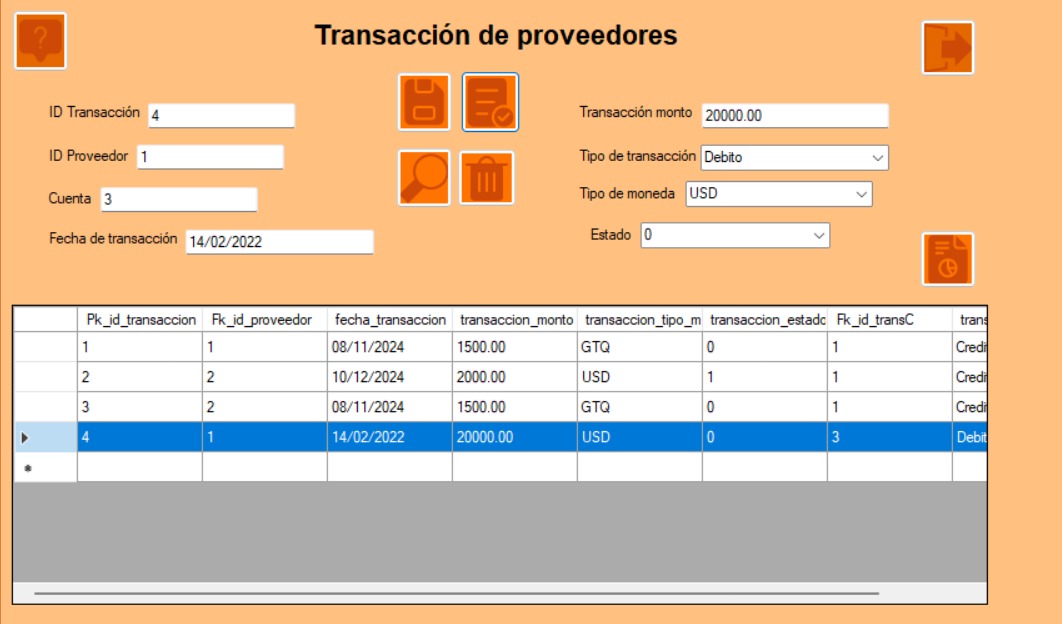 ?
Transacción de proveedores
ID Transacción 4
Transacción monto 20000.00
ID Proveedor 1
Tipo de transacción Debito
Cuenta 3
Tipo de moneda USD
Fecha de transacción 14/02/2022
Estado 0
Pk_id_transaccion Fk_id_proveedor fecha_transaccion transaccion_monto transaccion_tipo_m transaccion_estado Fk_id_transC trans
1 1 08/11/2024 1500.00 GTQ 0 1 Credi
2 2 10/12/2024 2000.00 USD 1 1 Credi
3 2 08/11/2024 1500.00 GTQ 0 1 Credi
4 1 14/02/2022 20000.00 USD 0 3 Debit